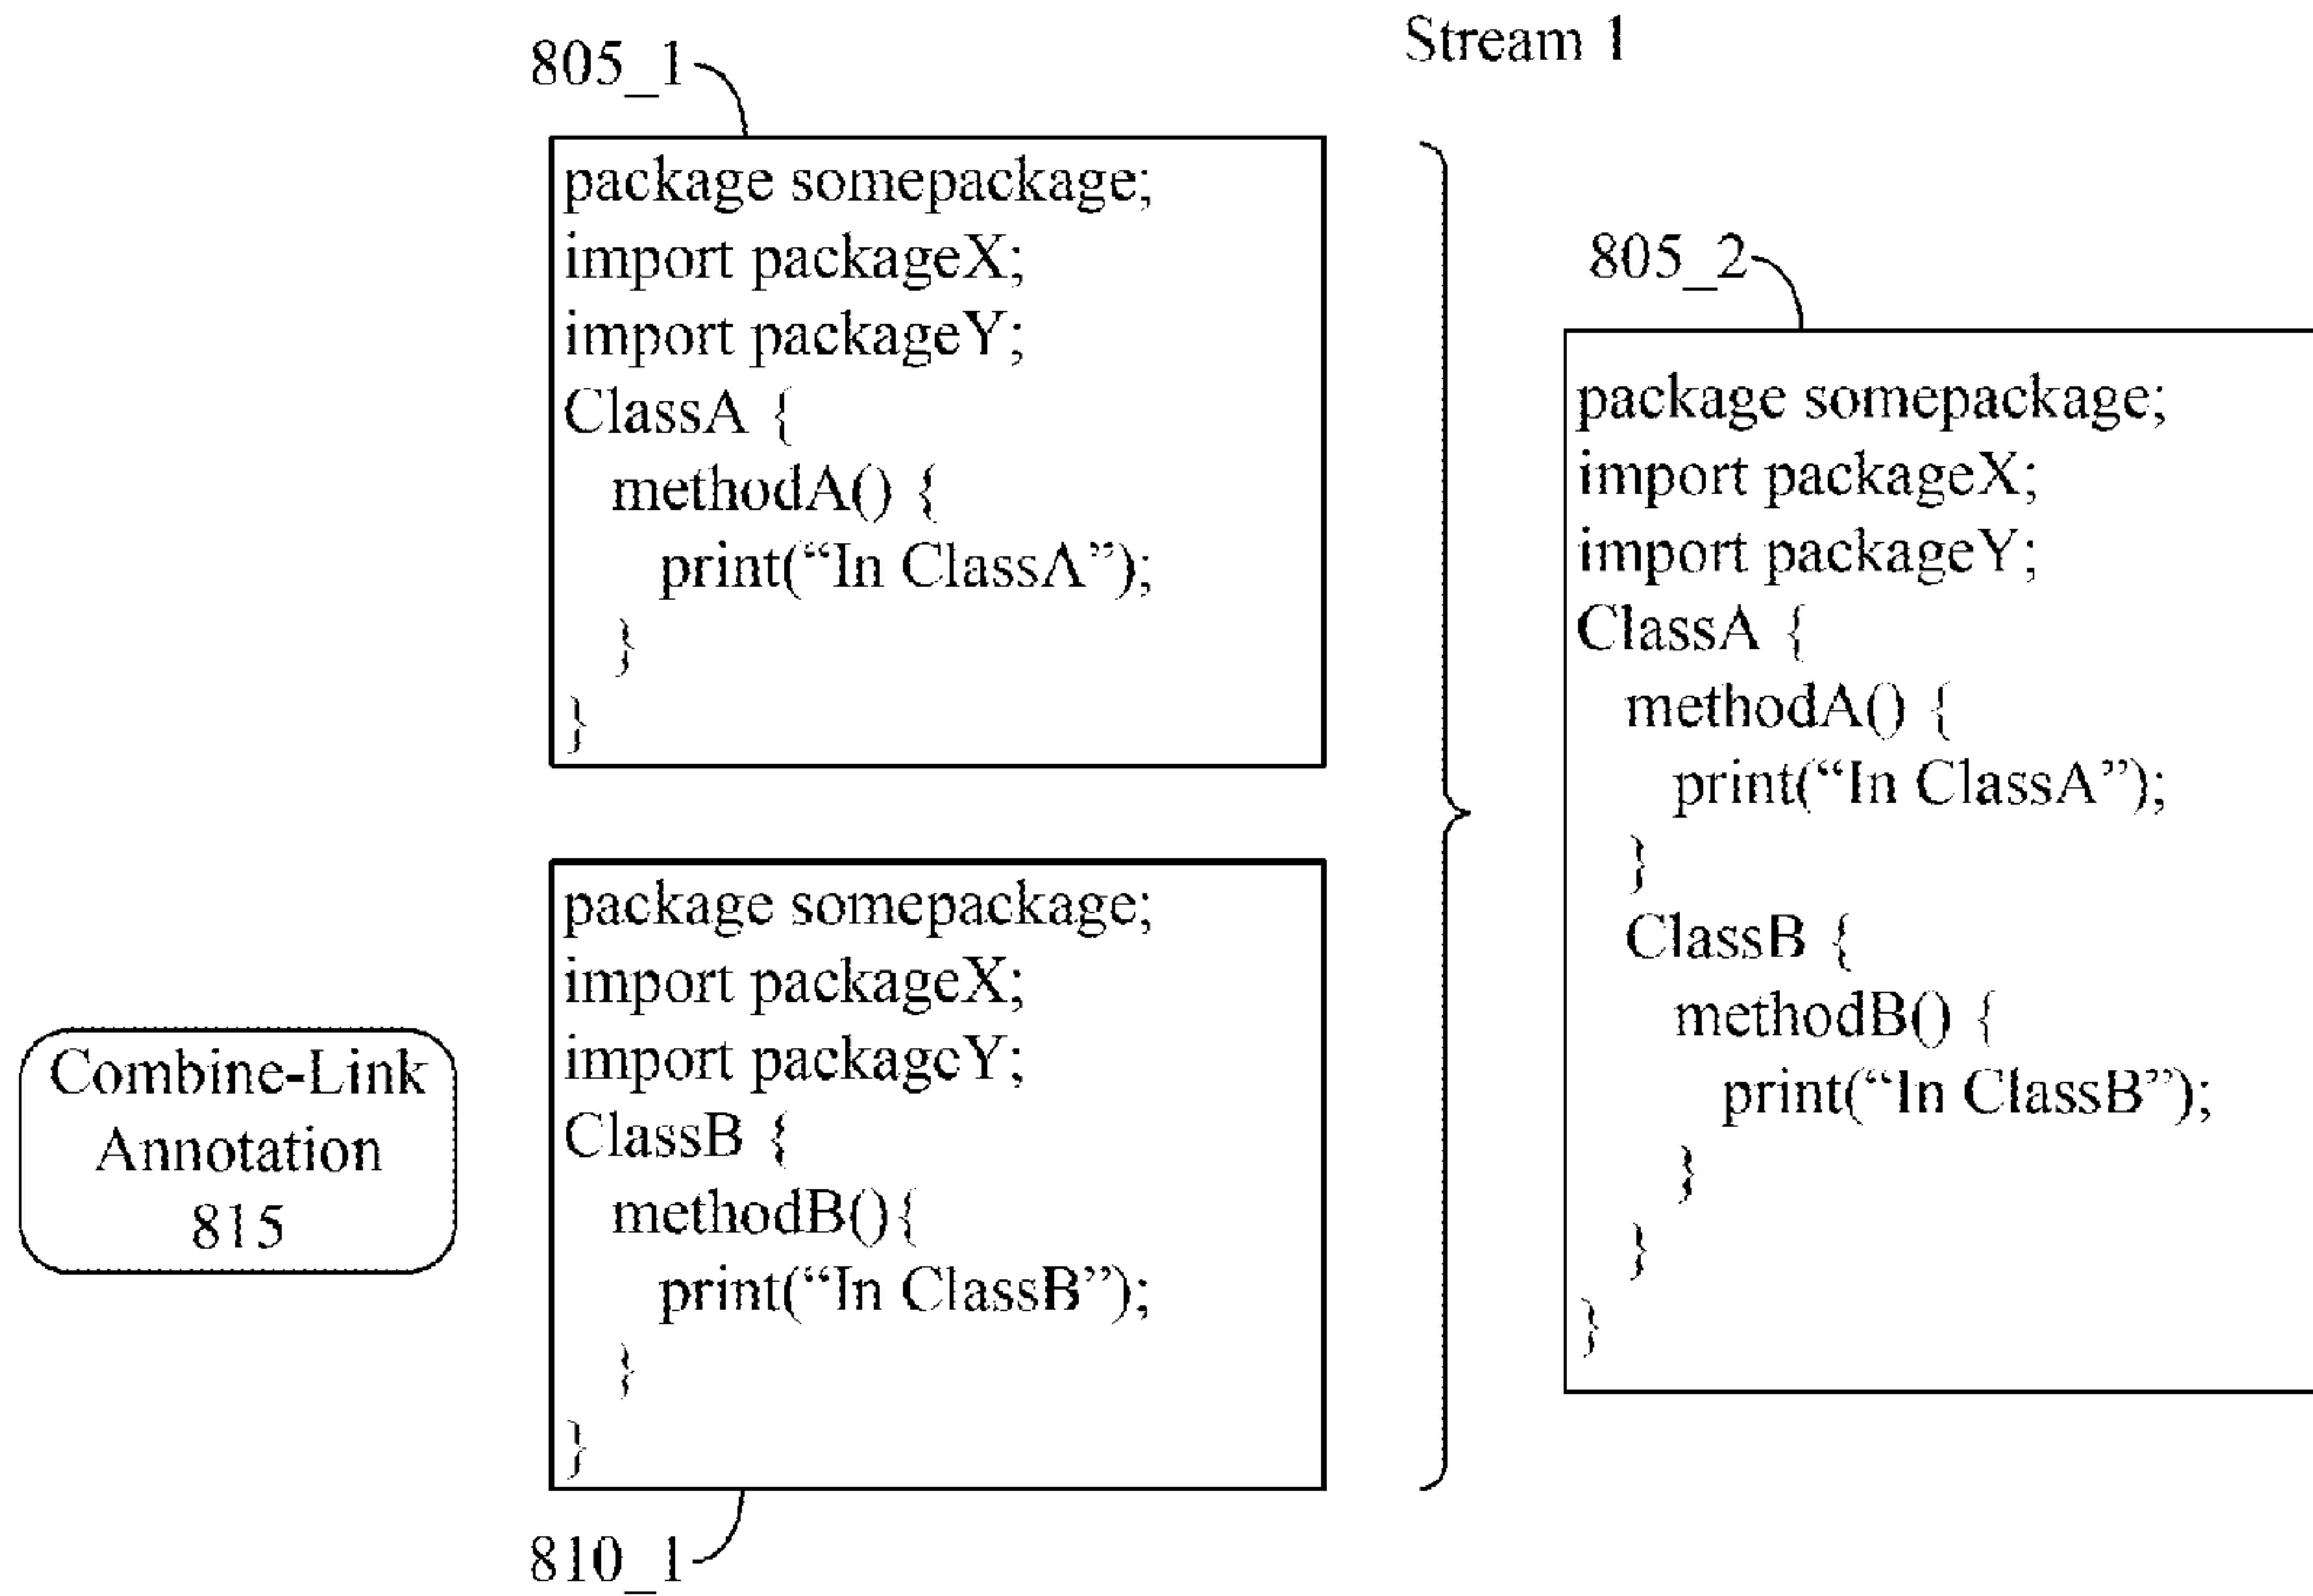 Stream 1
805_1
package somepackage;
import packageX;
import packageY;
ClassA {
methodA() {
print(“In ClassA”);
}
}
Combine-Link
Annotation
815
package somepackage;
import packageX;
import packageY;
ClassB {
methodB(){
print(“In ClassB”);
}
}
810_1
805_2
package somepackage;
import packageX;
import packageY;
ClassA {
methodA() {
print(“In ClassA”);
}
ClassB {
methodB() {
print(“In ClassB”);
}
}
}